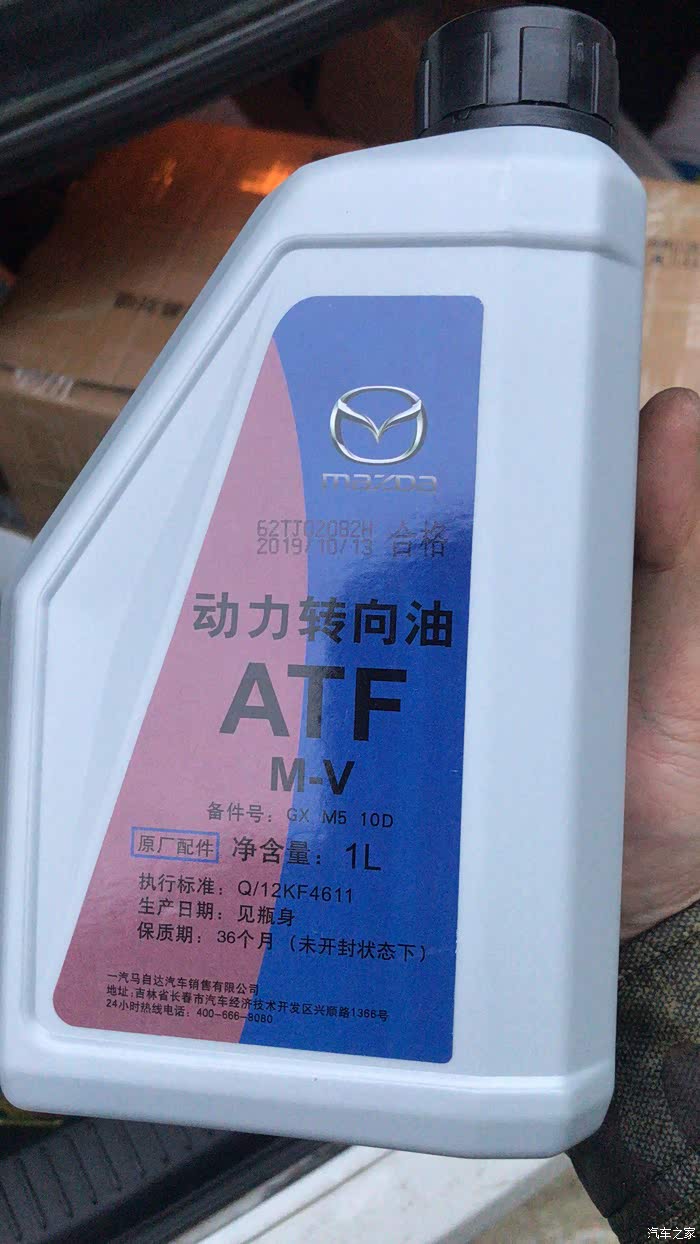 mazda
62TJ02082H
2019/10/13 合格
动力转向油
ATF
M-V
备件号：GX M5 10D
原厂配件 净含量：1L
执行标准：Q/12KF4611
生产日期：见瓶身
保质期：36个月（未开封状态下）
一汽马自达汽车销售有限公司
地址:吉林省长春市汽车经济技术开发区兴顺路1366号
24小时热线电话：400-666-8080
汽车之家